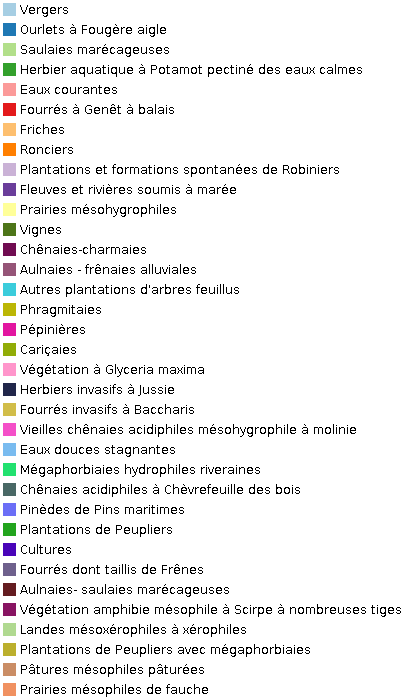 Vergers
Ourlets à Fougère aigle
Saulaies marécageuses
Herbier aquatique à Potamot pectiné des eaux calmes
Eaux courantes
Fourrés à Genêt à balais
Friches
Ronciers
Plantations et formations spontanées de Robiniers
Fleuves et rivières soumis à marée
Prairies mésohygrophiles
Vignes
Chênaies-charmaies
Aulnaies - frênaies alluviales
Autres plantations d'arbres feuillus
Phragmitaies
Pépinières
Cariçaies
Végétation à Glyceria maxima
Herbiers invasifs à Jussie
Fourrés invasifs à Baccharis
Vieilles chênaies acidiphiles mésohygrophile à molinie
Eaux douces stagnantes
Mégaphorbiaies hydrophiles riveraines
Chênaies acidiphiles à Chèvrefeuille des bois
Pinèdes de Pins maritimes
Plantations de Peupliers
Cultures
Fourrés dont taillis de Frênes
Aulnaies- saulaies marécageuses
Végétation amphibie mésophile à Scirpe à nombreuses tiges
Landes mésoxérophiles à xérophiles
Plantations de Peupliers avec mégaphorbiaies
Pâtures mésophiles pâturées
Prairies mésophiles de fauche